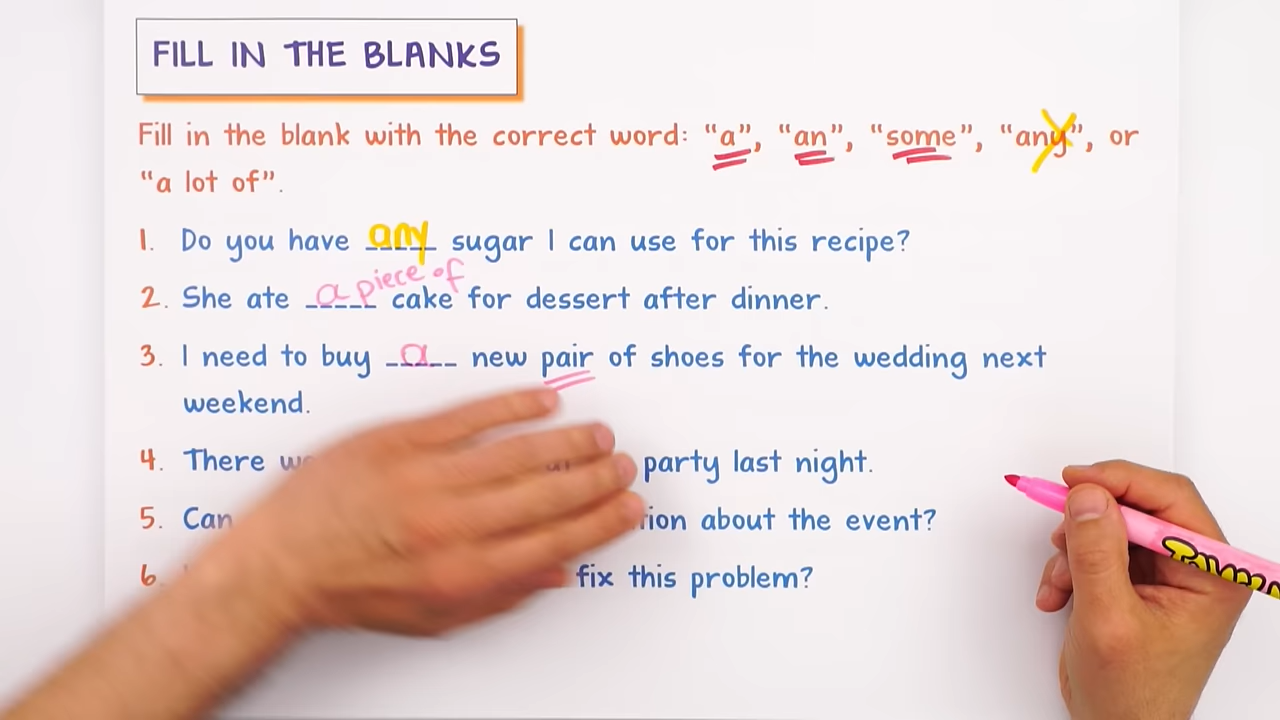 FILL IN THE BLANKS
Fill in the blank with the correct word: “a”, “an”, “some”, “any”, or
“a lot of”.
1. Do you have any sugar I can use for this recipe?
2. She ate a piece of cake for dessert after dinner.
3. I need to buy a new pair of shoes for the wedding next
weekend.
4. There party last night.
5. Can about the event?
6. fix this problem?